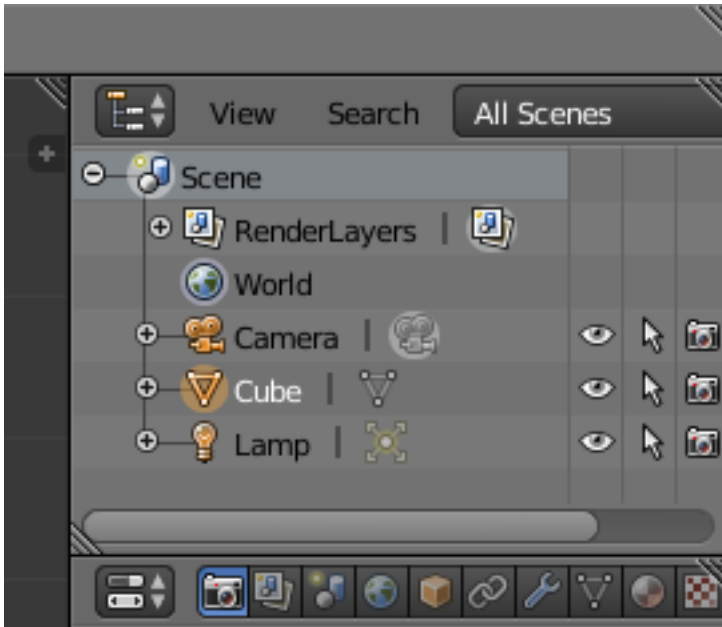 View Search All Scenes
Scene
RenderLayers
World
Camera
Cube
Lamp